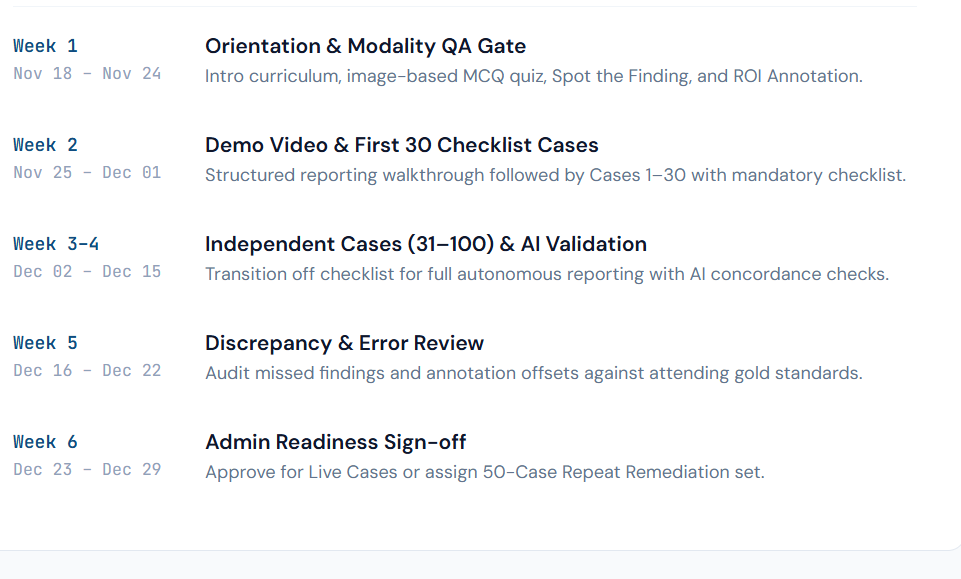 Week 1
Orientation & Modality QA Gate
Nov 18 – Nov 24
Intro curriculum, image-based MCQ quiz, Spot the Finding, and ROI Annotation.
Week 2
Demo Video & First 30 Checklist Cases
Nov 25 – Dec 01
Structured reporting walkthrough followed by Cases 1–30 with mandatory checklist.
Week 3–4
Independent Cases (31–100) & AI Validation
Dec 02 – Dec 15
Transition off checklist for full autonomous reporting with AI concordance checks.
Week 5
Discrepancy & Error Review
Dec 16 – Dec 22
Audit missed findings and annotation offsets against attending gold standards.
Week 6
Admin Readiness Sign-off
Dec 23 – Dec 29
Approve for Live Cases or assign 50-Case Repeat Remediation set.